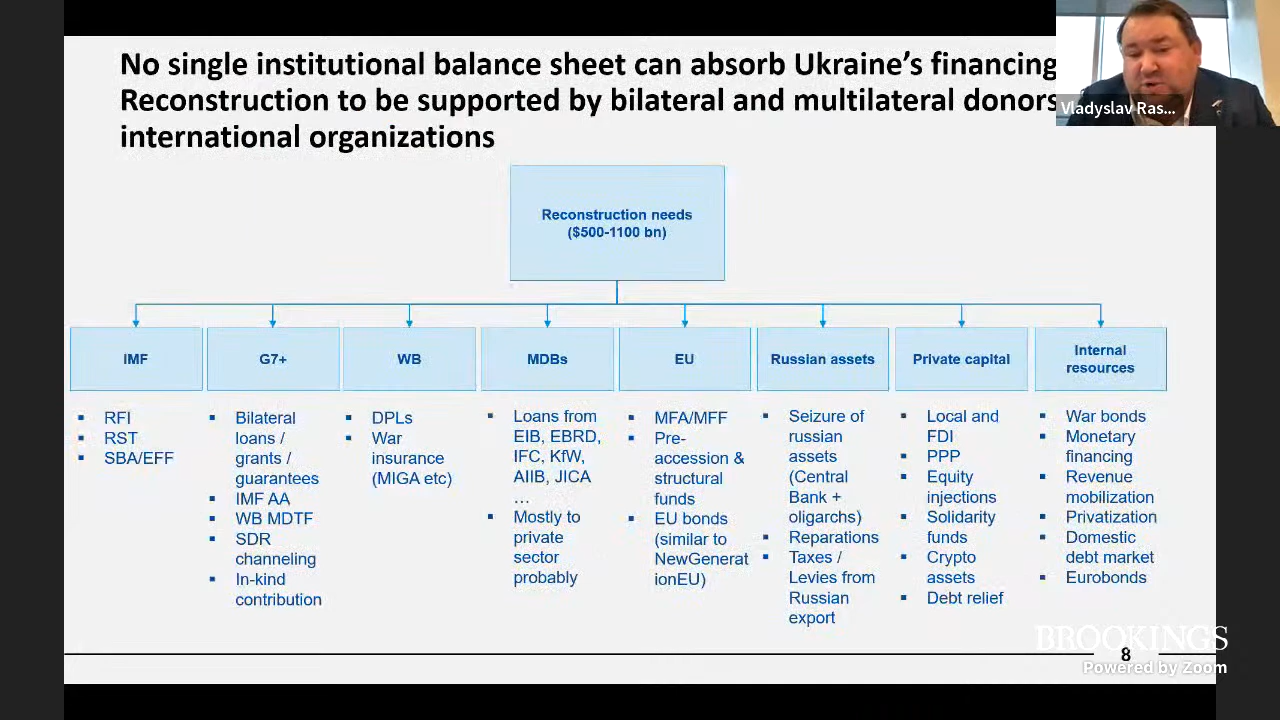 No single institutional balance sheet can absorb Ukraine’s financing
Reconstruction to be supported by bilateral and multilateral donors
international organizations
Vladyslav Ras...
Reconstruction needs
($500-1100 bn)
IMF
▪ RFI
▪ RST
▪ SBA/EFF
G7+
▪ Bilateral
loans /
grants /
guarantees
▪ IMF AA
▪ WB MDTF
▪ SDR
channeling
▪ In-kind
contribution
WB
▪ DPLs
▪ War
insurance
(MIGA etc)
MDBs
▪ Loans from
EIB, EBRD,
IFC, KfW,
AIIB, JICA
…
▪ Mostly to
private
sector
probably
EU
▪ MFA/MFF
▪ Pre-
accession &
structural
funds
▪ EU bonds
(similar to
NewGenerat
ionEU)
Russian assets
▪ Seizure of
russian
assets
(Central
Bank +
oligarchs)
▪ Reparations
▪ Taxes /
Levies from
Russian
export
Private capital
▪ Local and
FDI
▪ PPP
▪ Equity
injections
▪ Solidarity
funds
▪ Crypto
assets
▪ Debt relief
Internal
resources
▪ War bonds
▪ Monetary
financing
▪ Revenue
mobilization
▪ Privatization
▪ Domestic
debt market
▪ Eurobonds
BROOKINGS
8
Powered by Zoom